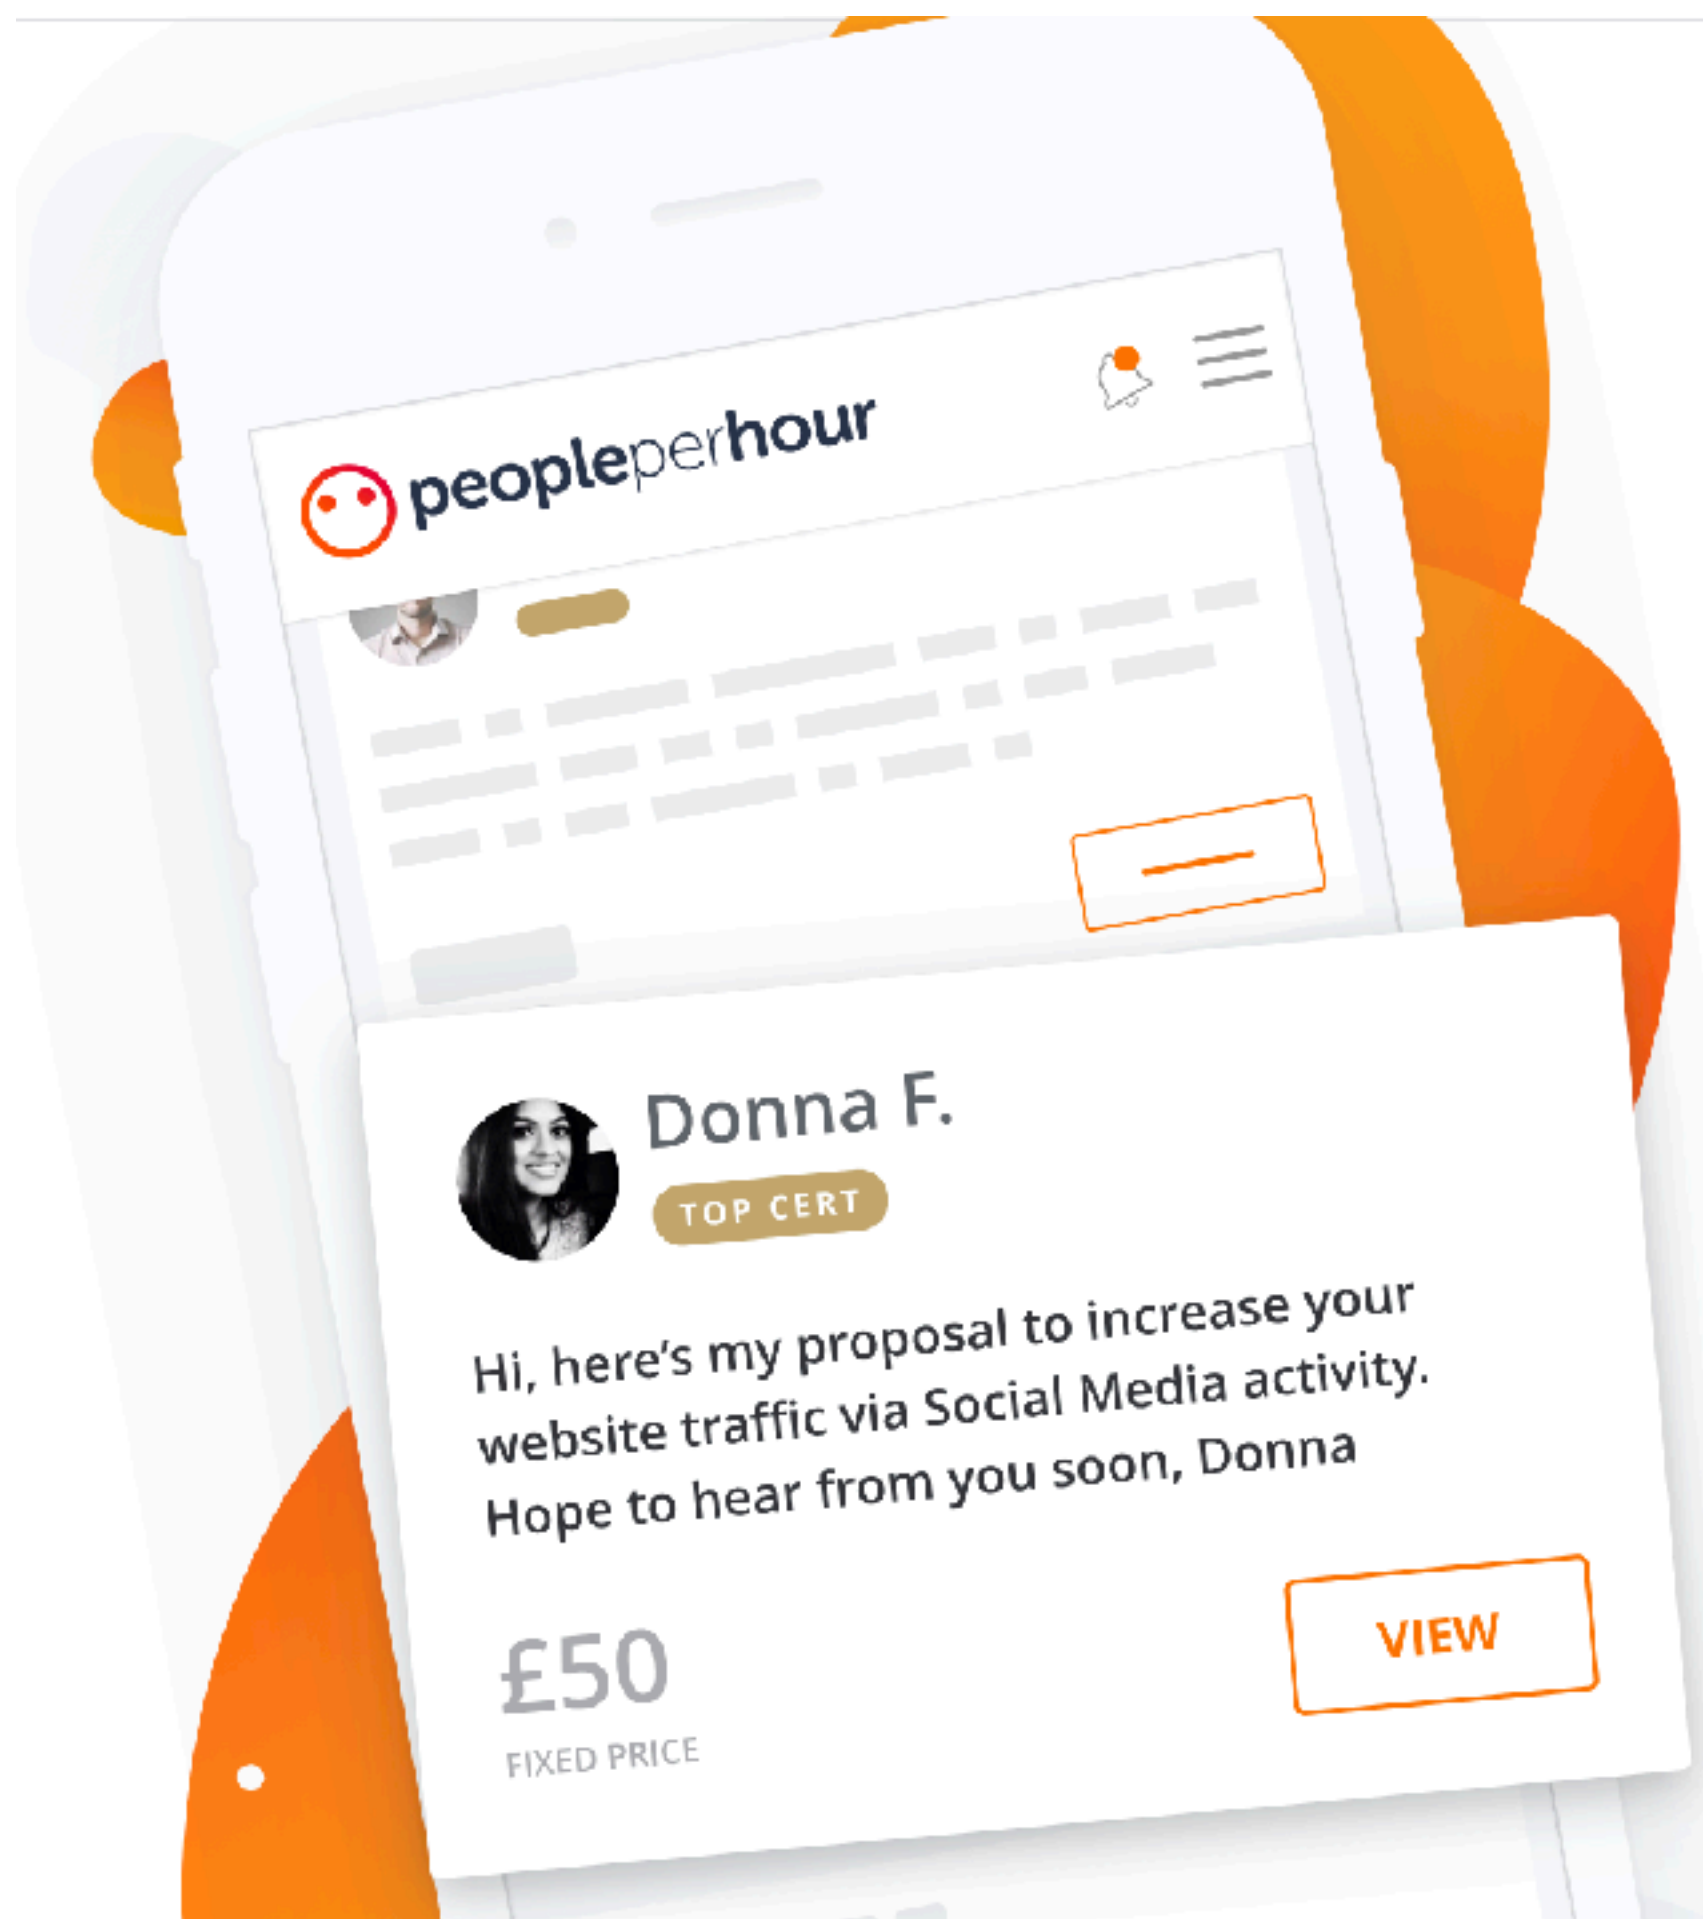 peopleperhour
Donna F.
TOP CERT
Hi, here's my proposal to increase your
website traffic via Social Media activity.
Hope to hear from you soon, Donna
£50
FIXED PRICE
VIEW